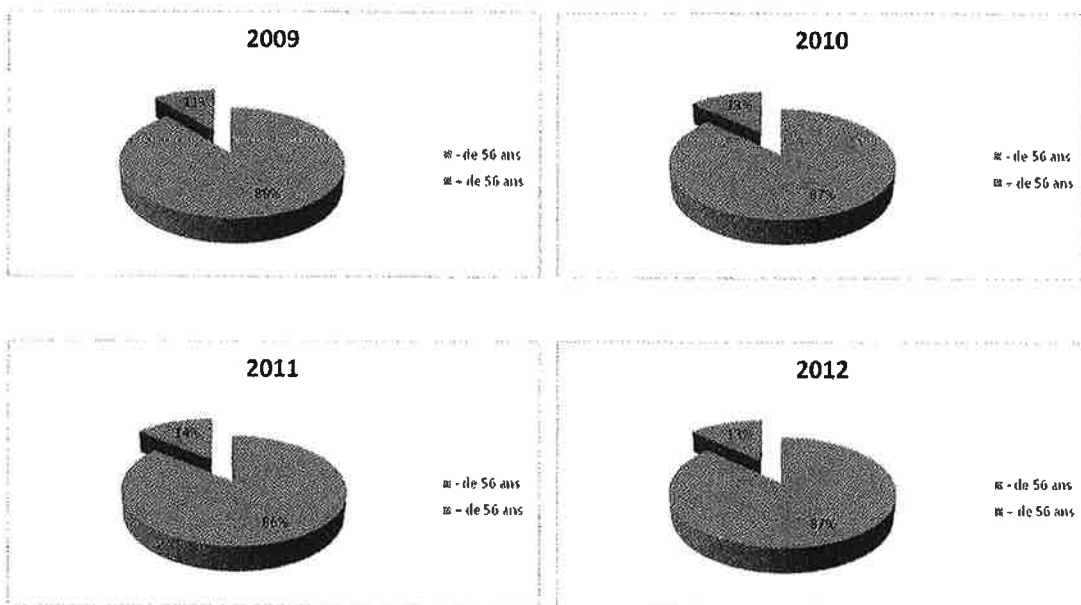 2009
11%
89%
- de 56 ans
+ de 56 ans
2010
13%
87%
- de 56 ans
+ de 56 ans
2011
14%
86%
- de 56 ans
+ de 56 ans
2012
13%
87%
- de 56 ans
+ de 56 ans